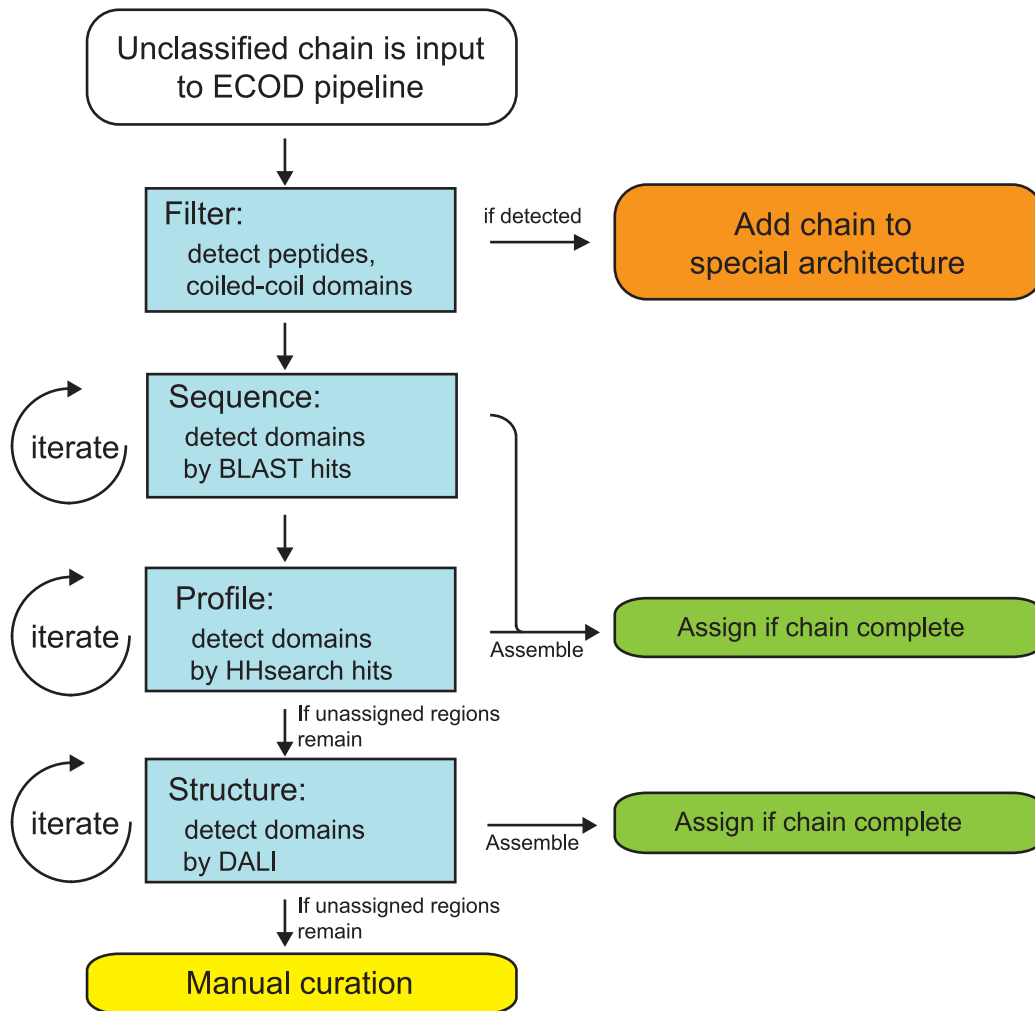 Unclassified chain is input
to ECOD pipeline
Filter:
detect peptides,
coiled-coil domains
if detected
Add chain to
special architecture
iterate
Sequence:
detect domains
by BLAST hits
iterate
Profile:
detect domains
by HHsearch hits
Assemble
Assign if chain complete
If unassigned regions
remain
iterate
Structure:
detect domains
by DALI
Assemble
Assign if chain complete
If unassigned regions
remain
Manual curation